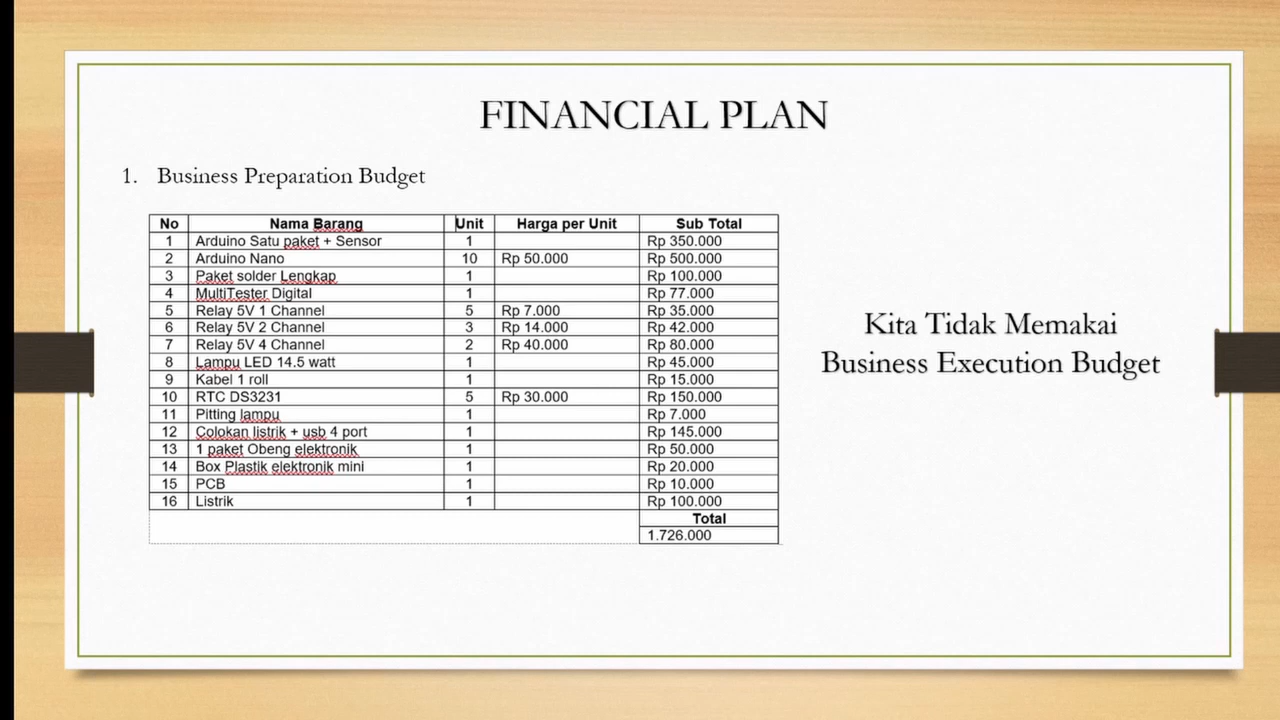 FINANCIAL PLAN
1. Business Preparation Budget
No Nama Barang Unit Harga per Unit Sub Total
1 Arduino Satu paket + Sensor 1 Rp 350.000
2 Arduino Nano 10 Rp 50.000 Rp 500.000
3 Paket solder Lengkap 1 Rp 100.000
4 MultiTester Digital 1 Rp 77.000
5 Relay 5V 1 Channel 5 Rp 7.000 Rp 35.000
6 Relay 5V 2 Channel 3 Rp 14.000 Rp 42.000
7 Relay 5V 4 Channel 2 Rp 40.000 Rp 80.000
8 Lampu LED 14.5 watt 1 Rp 45.000
9 Kabel 1 roll 1 Rp 15.000
10 RTC DS3231 5 Rp 30.000 Rp 150.000
11 Pitting lampu 1 Rp 7.000
12 Colokan listrik + usb 4 port 1 Rp 145.000
13 1 paket Obeng elektronik 1 Rp 50.000
14 Box Plastik elektronik mini 1 Rp 20.000
15 PCB 1 Rp 10.000
16 Listrik 1 Rp 100.000
Total
1.726.000
Kita Tidak Memakai
Business Execution Budget